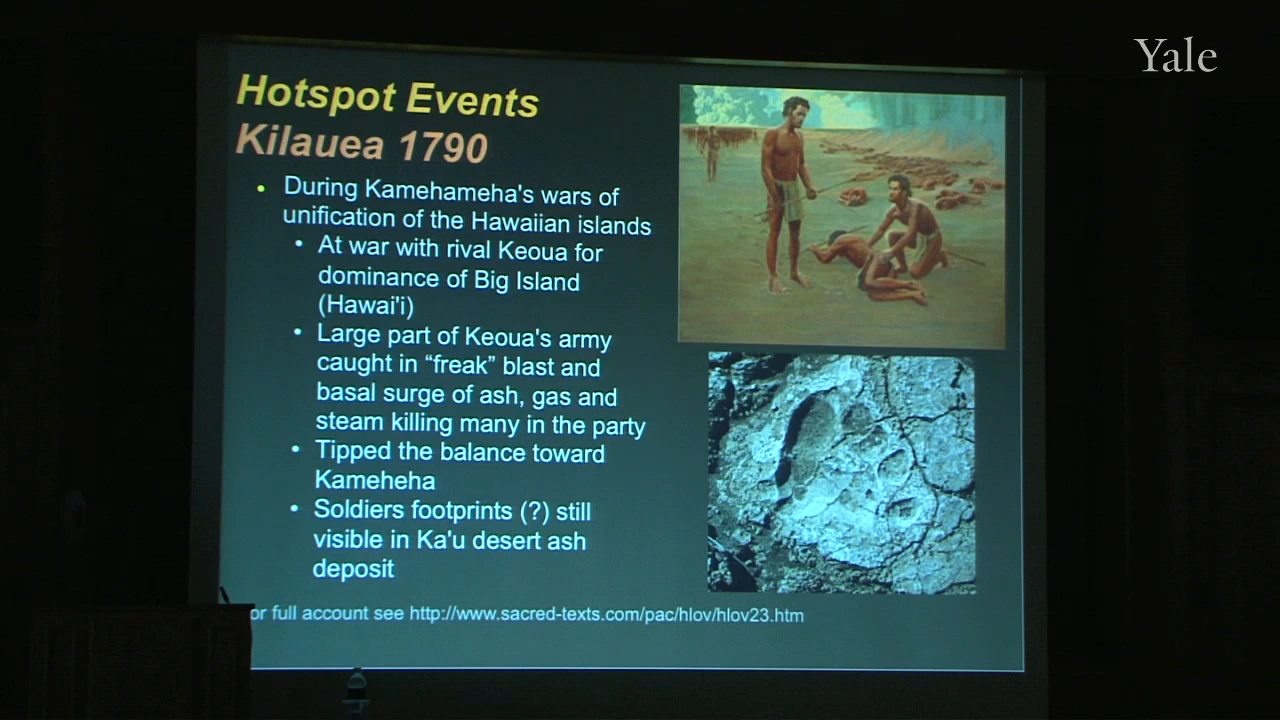 Yale
Hotspot Events
Kilauea 1790
• During Kamehameha's wars of
unification of the Hawaiian islands
• At war with rival Keoua for
dominance of Big Island
(Hawai'i)
• Large part of Keoua's army
caught in “freak” blast and
basal surge of ash, gas and
steam killing many in the party
• Tipped the balance toward
Kameheha
• Soldiers footprints (?) still
visible in Ka'u desert ash
deposit
or full account see http://www.sacred-texts.com/pac/hlov/hlov23.htm